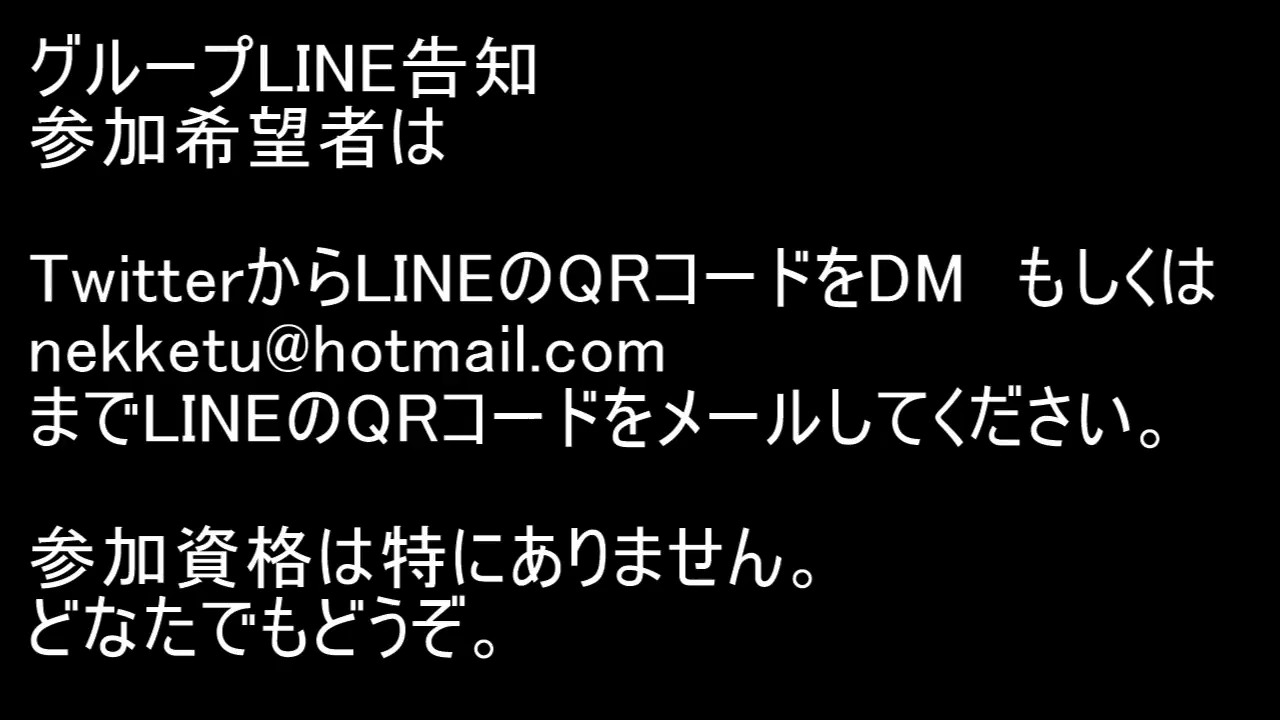 グループLINE告知
参加希望者は
TwitterからLINEのQRコードをDM　もしくは
nekketu@hotmail.com
までLINEのQRコードをメールしてください。
参加資格は特にありません。
どなたでもどうぞ。